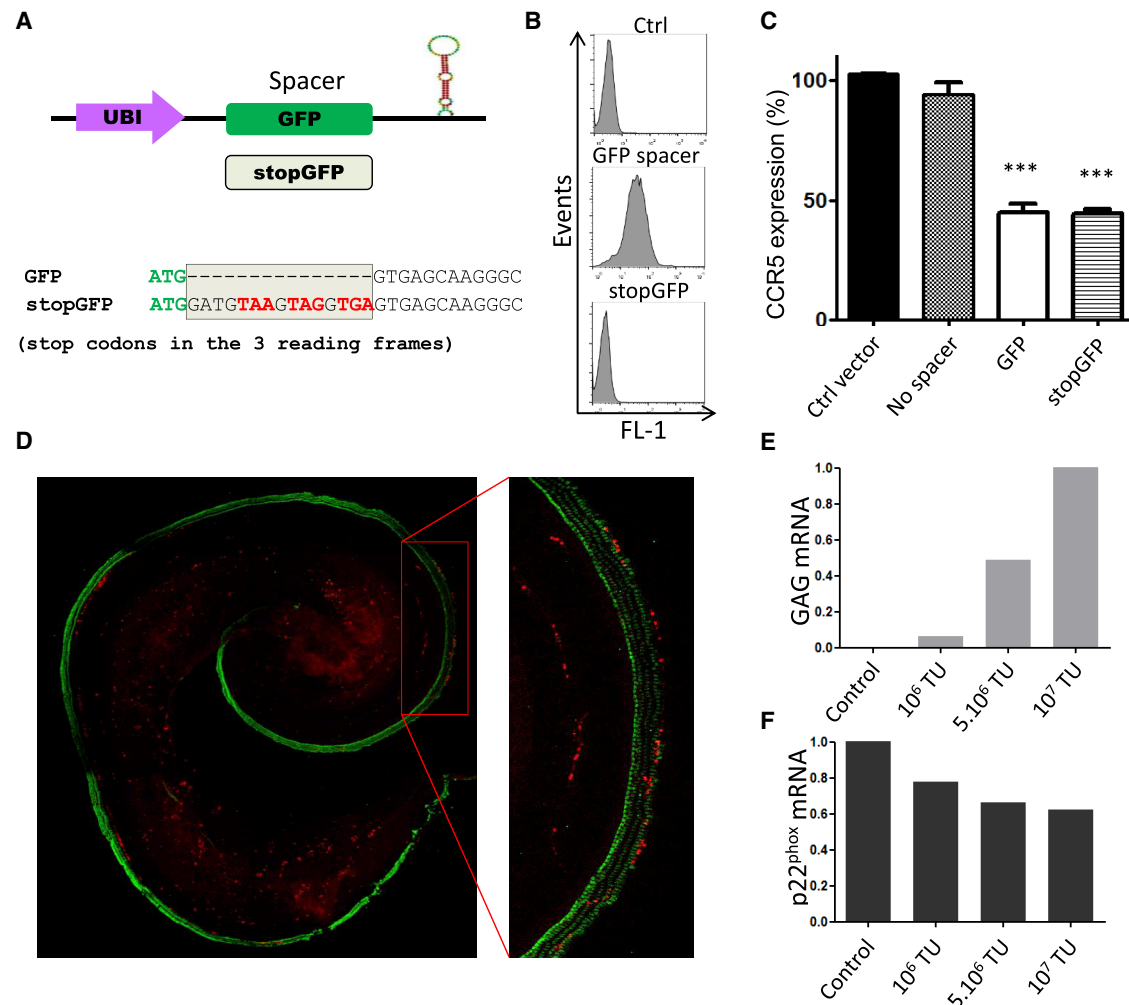 A
Spacer
UBI
GFP
stopGFP
GFP ATG---------------GTGAGCAAGGGC
stopGFP ATGGATGTAAGTAGGTGAGTGAGCAAGGGC
(stop codons in the 3 reading frames)
B
Ctrl
GFP spacer
stopGFP
Events
FL-1
C
CCR5 expression (%)
100
50
0
***
***
Ctrl vector
No spacer
GFP
stopGFP
D
E
GAG mRNA
1.0
0.8
0.6
0.4
0.2
0.0
Control
10⁶ TU
5.10⁶ TU
10⁷ TU
F
p22ᵖʰᵒˣ mRNA
1.0
0.8
0.6
0.4
0.2
0.0
Control
10⁶ TU
5.10⁶ TU
10⁷ TU